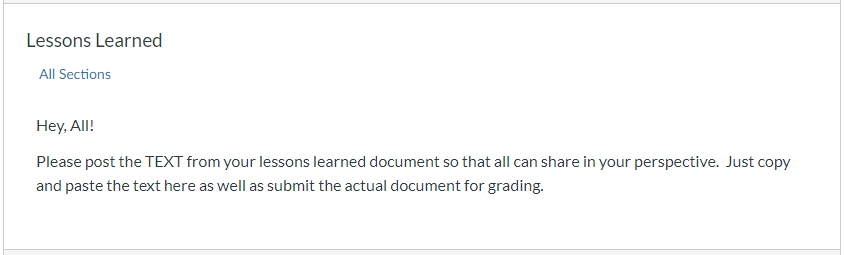 Lessons Learned
All Sections
Hey, All!
Please post the TEXT from your lessons learned document so that all can share in your perspective.  Just copy
and paste the text here as well as submit the actual document for grading.